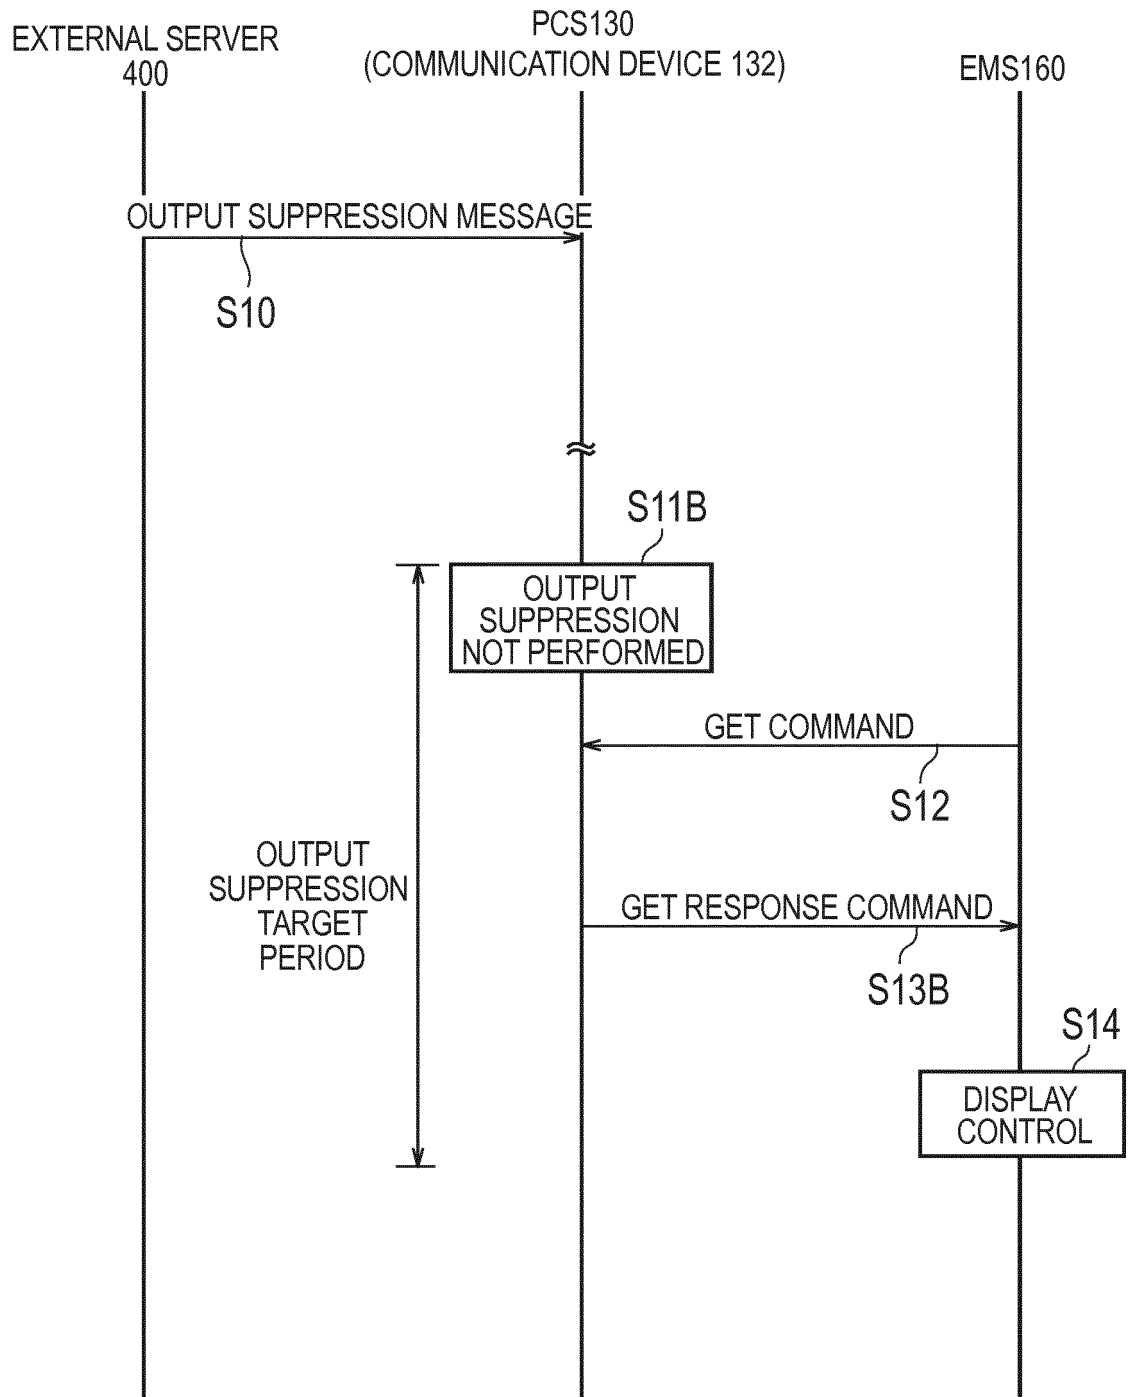 EXTERNAL SERVER
400
PCS130
(COMMUNICATION DEVICE 132)
EMS160
OUTPUT SUPPRESSION MESSAGE
S10
S11B
OUTPUT
SUPPRESSION
NOT PERFORMED
GET COMMAND
S12
OUTPUT
SUPPRESSION
TARGET
PERIOD
GET RESPONSE COMMAND
S13B
S14
DISPLAY
CONTROL